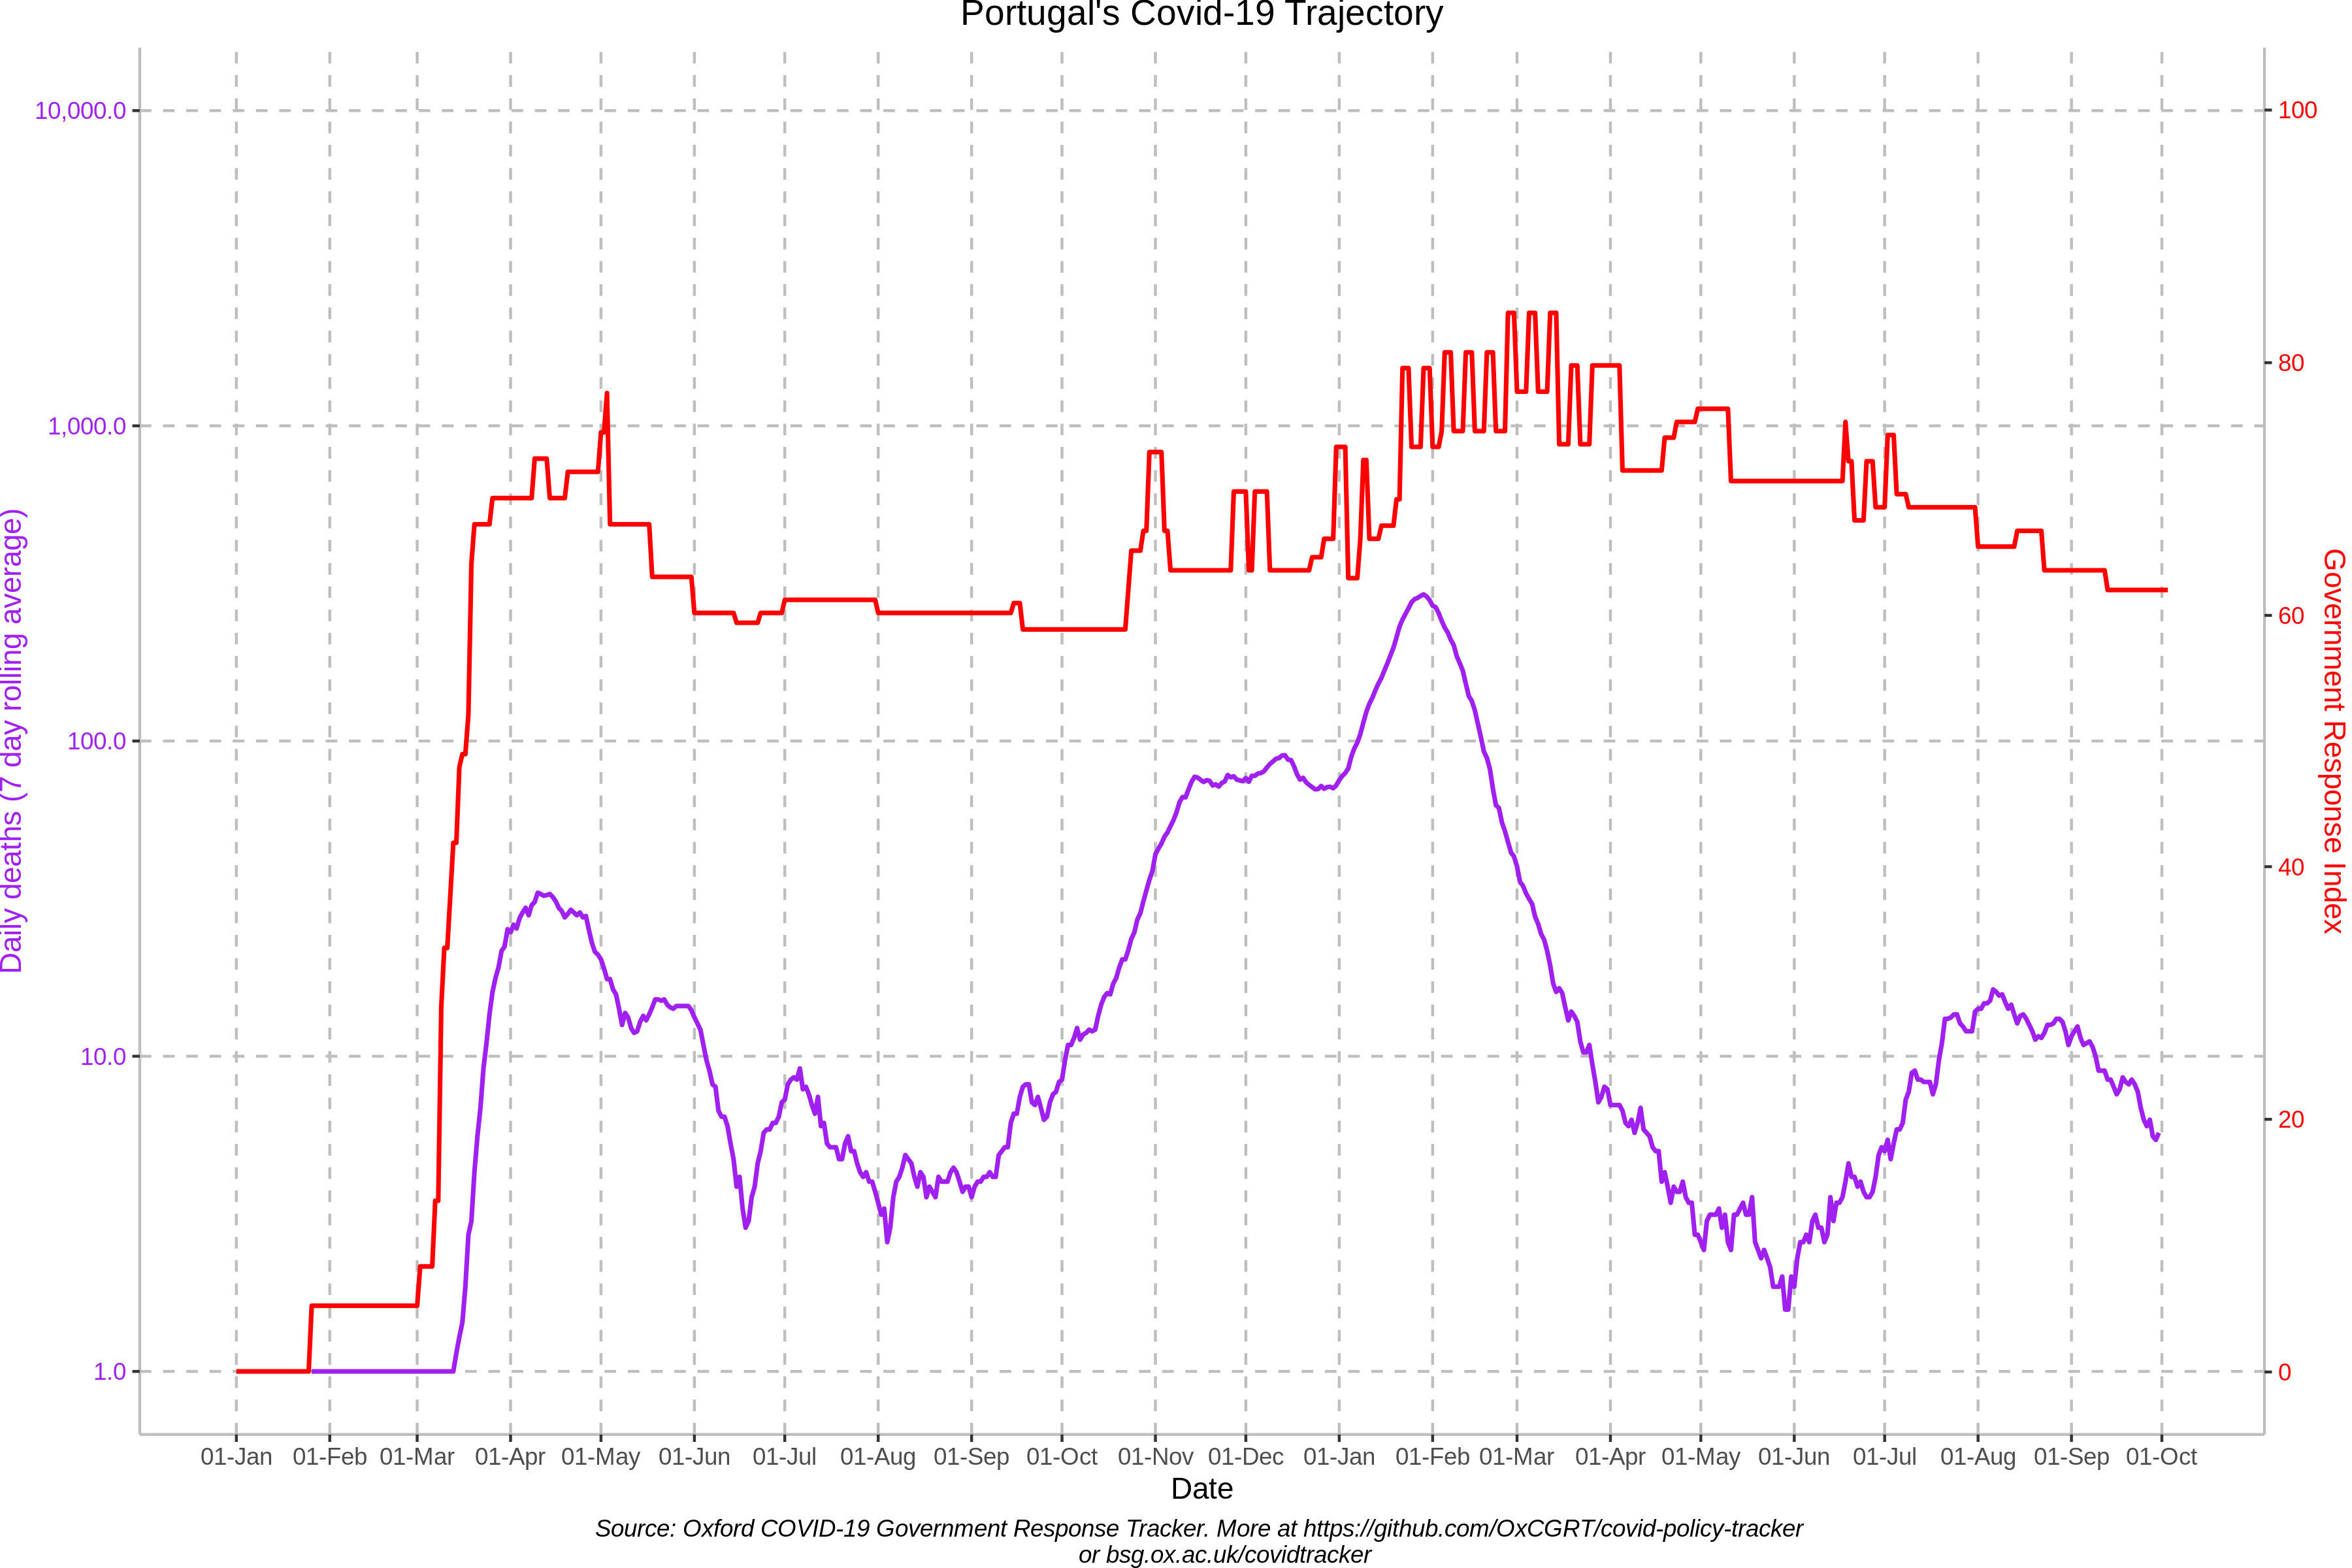 Portugal's Covid-19 Trajectory
10,000.0
1,000.0
100.0
10.0
1.0
Daily deaths (7 day rolling average)
100
80
60
40
20
0
Government Response Index
01-Jan 01-Feb 01-Mar 01-Apr 01-May 01-Jun 01-Jul 01-Aug 01-Sep 01-Oct 01-Nov 01-Dec 01-Jan 01-Feb 01-Mar 01-Apr 01-May 01-Jun 01-Jul 01-Aug 01-Sep 01-Oct
Date
Source: Oxford COVID-19 Government Response Tracker. More at https://github.com/OxCGRT/covid-policy-tracker
or bsg.ox.ac.uk/covidtracker